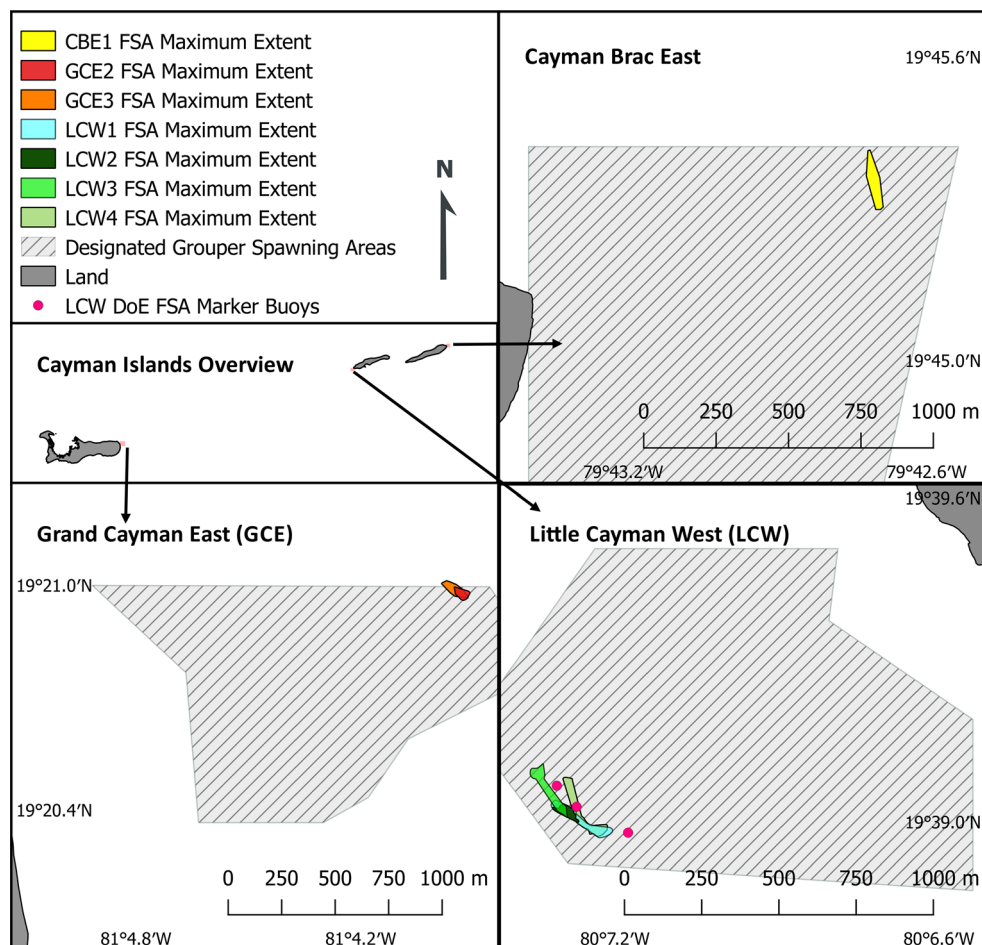 CBE1 FSA Maximum Extent
GCE2 FSA Maximum Extent
GCE3 FSA Maximum Extent
LCW1 FSA Maximum Extent
LCW2 FSA Maximum Extent
LCW3 FSA Maximum Extent
LCW4 FSA Maximum Extent
Designated Grouper Spawning Areas
Land
LCW DoE FSA Marker Buoys
N
Cayman Brac East
19°45.6′N
19°45.0′N
0 250 500 750 1000 m
79°43.2′W 79°42.6′W
Cayman Islands Overview
Grand Cayman East (GCE)
19°21.0′N
19°20.4′N
0 250 500 750 1000 m
81°4.8′W 81°4.2′W
19°39.6′N
Little Cayman West (LCW)
19°39.0′N
0 250 500 750 1000 m
80°7.2′W 80°6.6′W